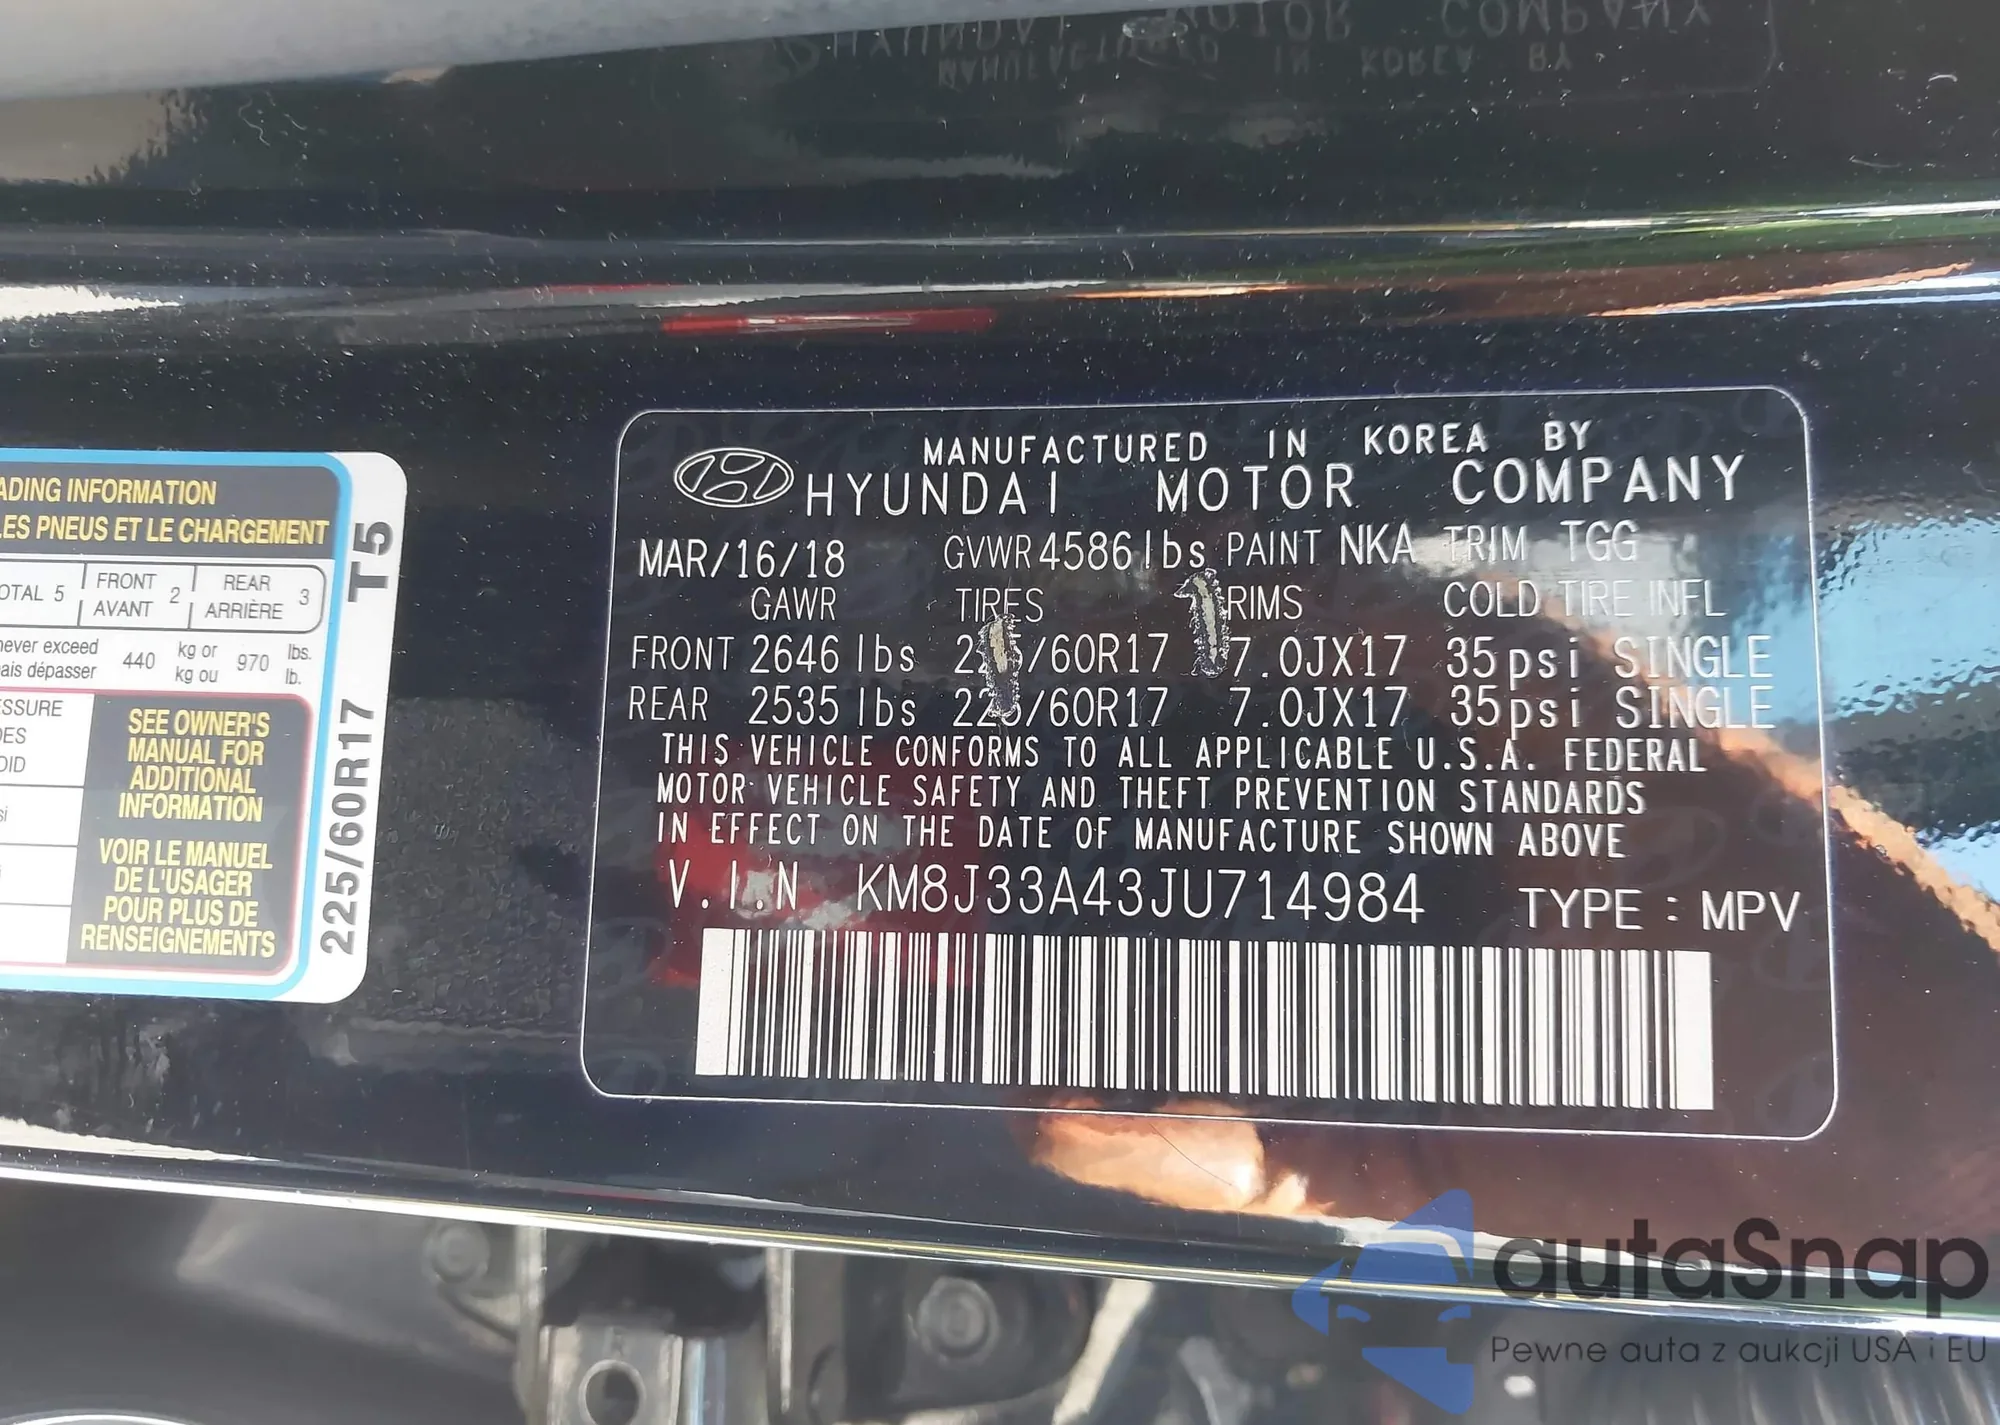 MANUFACTURED IN KOREA BY
HYUNDAI MOTOR COMPANY
MAR/16/18 GVWR 4586 lbs PAINT NKA TRIM TGG
GAWR TIRES RIMS COLD TIRE INFL
FRONT 2646 lbs 225/60R17 7.0JX17 35psi SINGLE
REAR 2535 lbs 225/60R17 7.0JX17 35psi SINGLE
THIS VEHICLE CONFORMS TO ALL APPLICABLE U.S.A. FEDERAL
MOTOR VEHICLE SAFETY AND THEFT PREVENTION STANDARDS
IN EFFECT ON THE DATE OF MANUFACTURE SHOWN ABOVE
V.I.N KM8J33A43JU714984 TYPE : MPV
ADING INFORMATION
LES PNEUS ET LE CHARGEMENT
OTAL 5 FRONT 2 REAR 3
AVANT ARRIÈRE
never exceed 440 kg or 970 lbs.
ais dépasser kg ou lb.
SSURE
DES
OID
SEE OWNER'S
MANUAL FOR
ADDITIONAL
INFORMATION
VOIR LE MANUEL
DE L'USAGER
POUR PLUS DE
RENSEIGNEMENTS
225/60R17 T5
autoSnap
Pewne auta z aukcji USA i EU